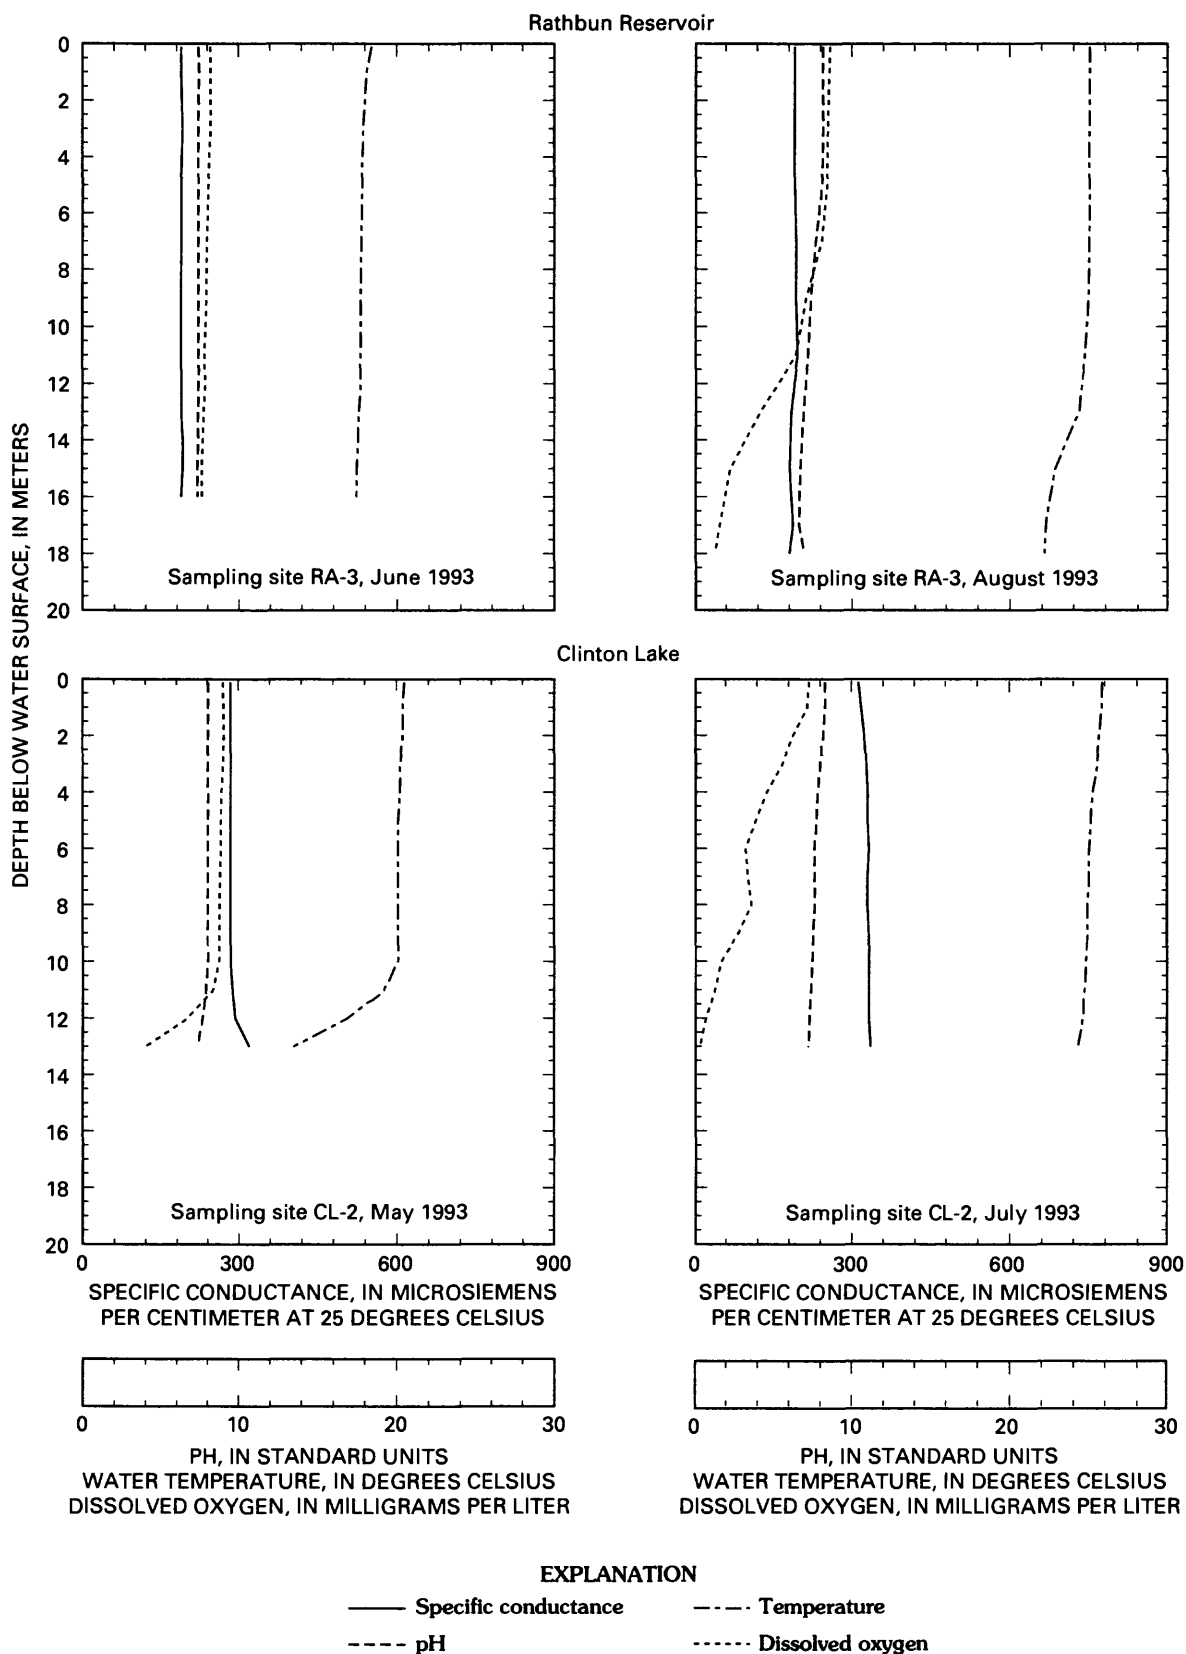 Rathbun Reservoir
0
2
4
6
8
10
12
14
16
18
20
Sampling site RA-3, June 1993
Sampling site RA-3, August 1993
DEPTH BELOW WATER SURFACE, IN METERS
Clinton Lake
0
2
4
6
8
10
12
14
16
18
20
Sampling site CL-2, May 1993
Sampling site CL-2, July 1993
0 300 600 900
0 300 600 900
SPECIFIC CONDUCTANCE, IN MICROSIEMENS
PER CENTIMETER AT 25 DEGREES CELSIUS
SPECIFIC CONDUCTANCE, IN MICROSIEMENS
PER CENTIMETER AT 25 DEGREES CELSIUS
0 10 20 30
0 10 20 30
PH, IN STANDARD UNITS
WATER TEMPERATURE, IN DEGREES CELSIUS
DISSOLVED OXYGEN, IN MILLIGRAMS PER LITER
PH, IN STANDARD UNITS
WATER TEMPERATURE, IN DEGREES CELSIUS
DISSOLVED OXYGEN, IN MILLIGRAMS PER LITER
EXPLANATION
Specific conductance
Temperature
pH
Dissolved oxygen